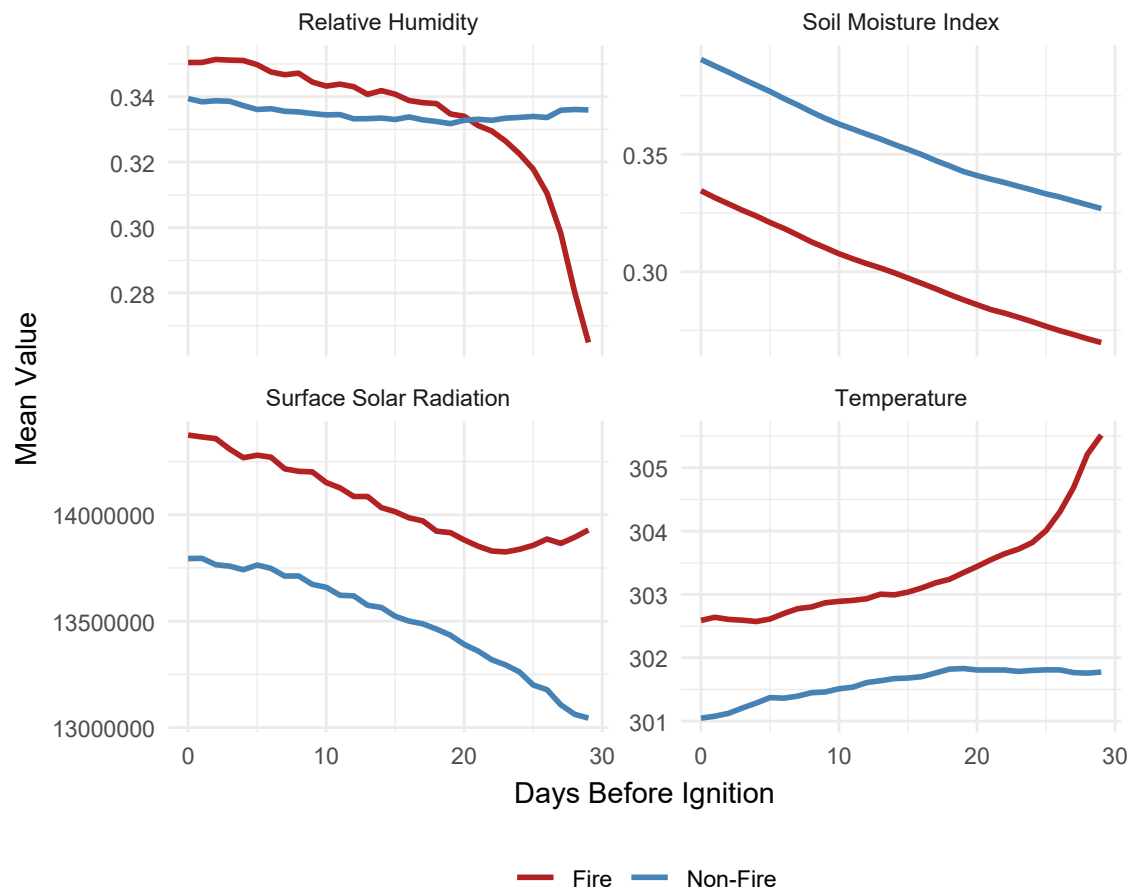 Relative Humidity
Soil Moisture Index
0.34
0.32
0.30
0.28
0.35
0.30
Mean Value
Surface Solar Radiation
Temperature
14000000
13500000
13000000
305
304
303
302
301
0 10 20 30
0 10 20 30
Days Before Ignition
Fire Non-Fire